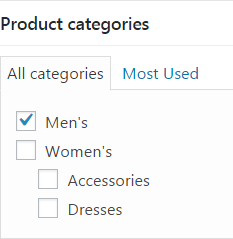 Product categories
All categories Most Used
Men's
Women's
Accessories
Dresses